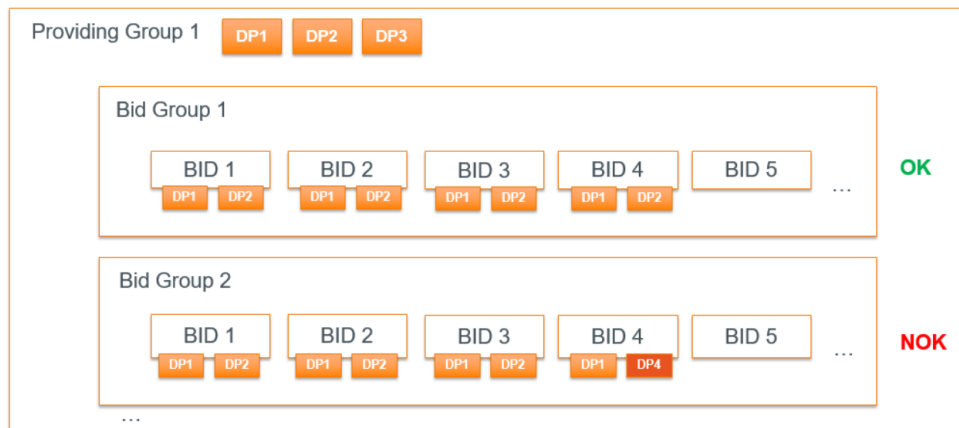 Providing Group 1 DP1 DP2 DP3
Bid Group 1
BID 1 BID 2 BID 3 BID 4 BID 5 ... OK
DP1 DP2 DP1 DP2 DP1 DP2 DP1 DP2
Bid Group 2
BID 1 BID 2 BID 3 BID 4 BID 5 ... NOK
DP1 DP2 DP1 DP2 DP1 DP2 DP1 DP4
...